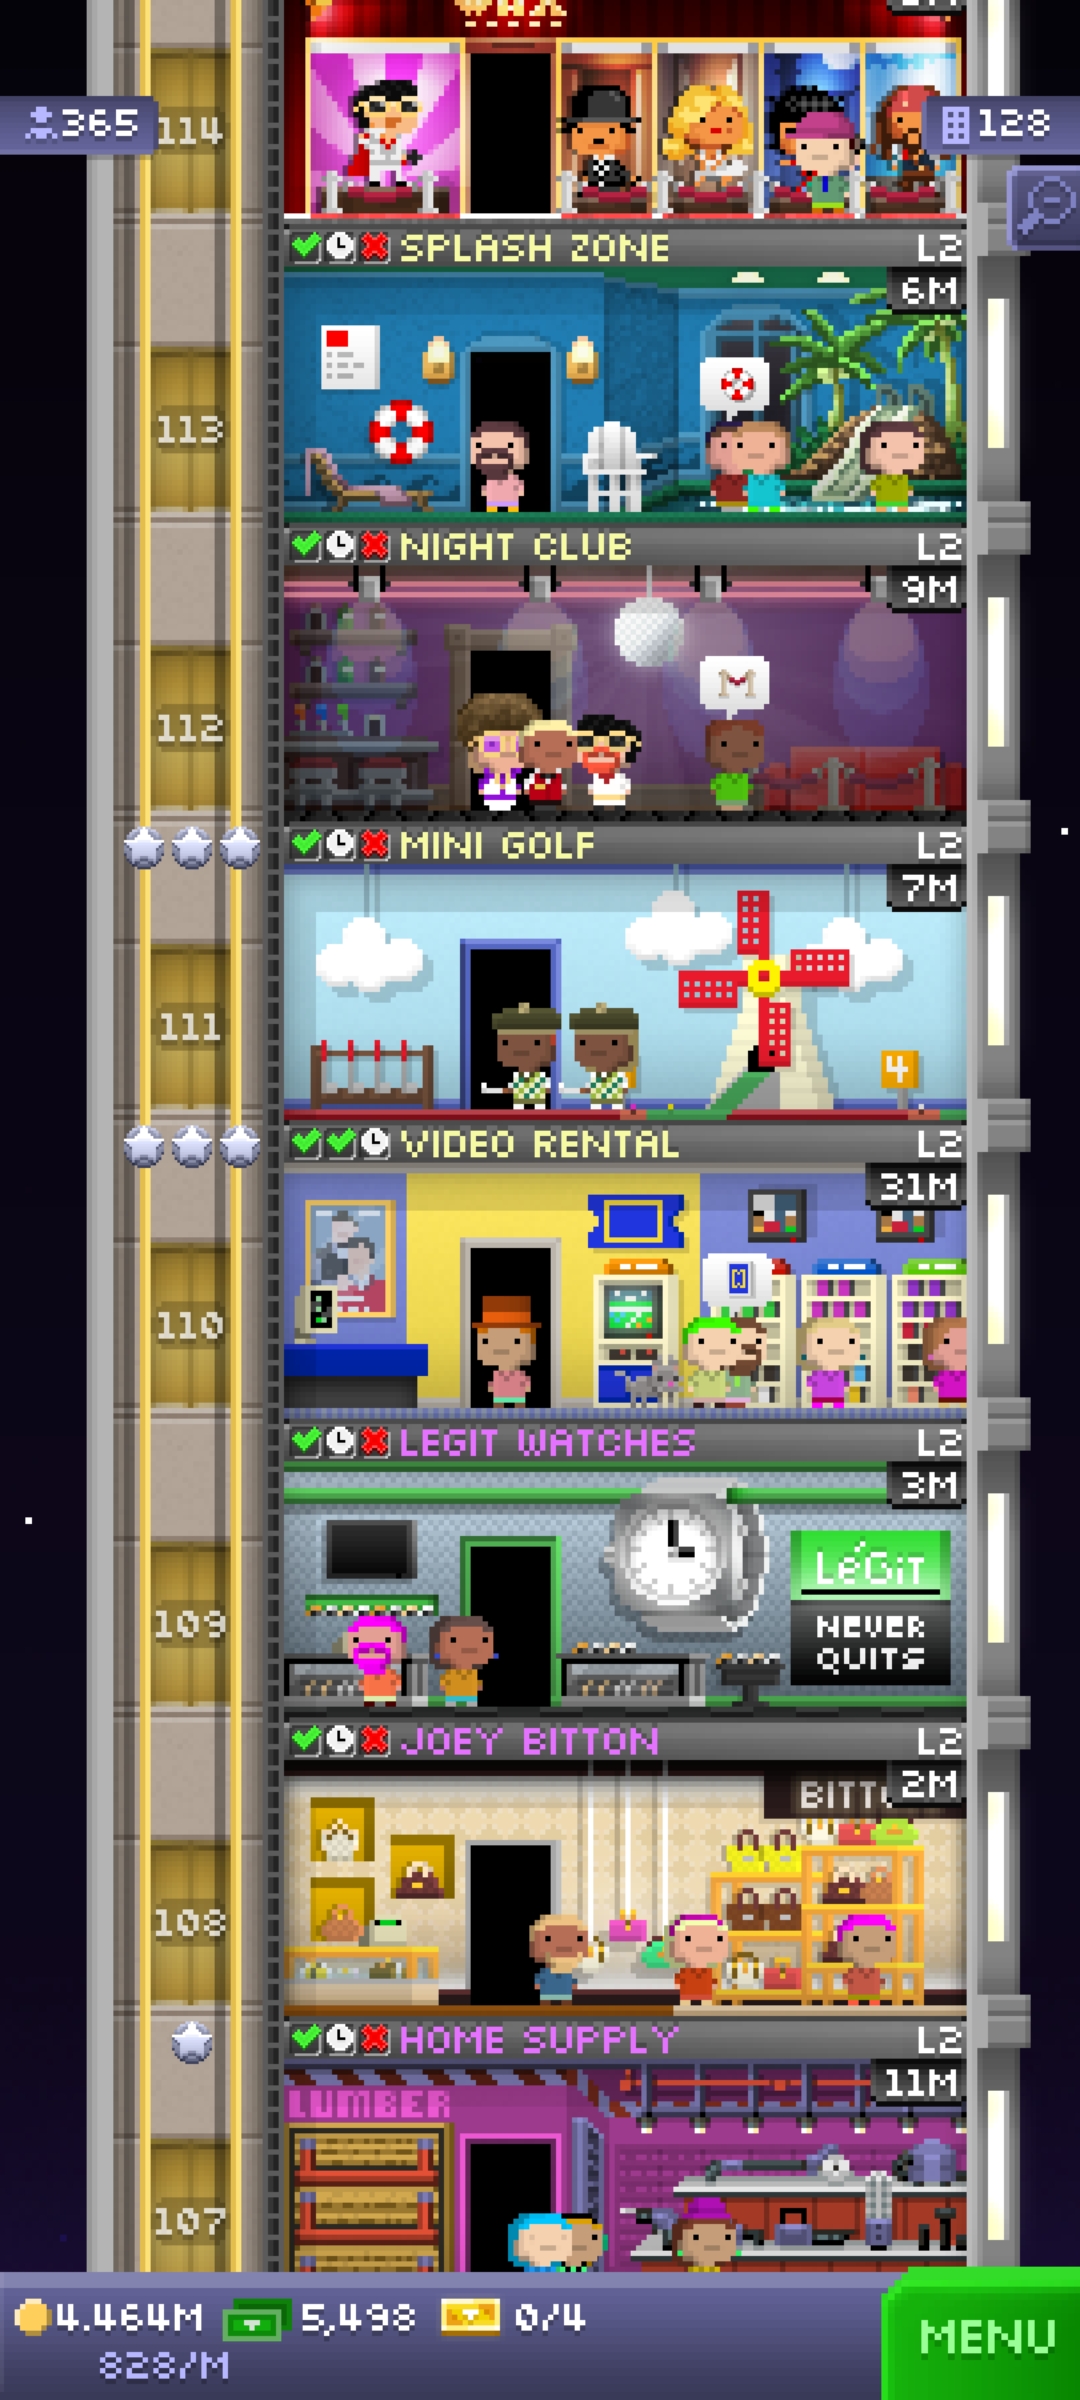 WAX
365
114
128
SPLASH ZONE L2
6M
113
NIGHT CLUB L2
9M
112
MINI GOLF L2
7M
4
111
VIDEO RENTAL L2
31M
110
LEGIT WATCHES L2
3M
LéGiT
NEVER
QUITS
109
JOEY BITTON L2
2M
108
HOME SUPPLY L2
11M
LUMBER
107
4.464M 5,498 0/4
828/M
MENU